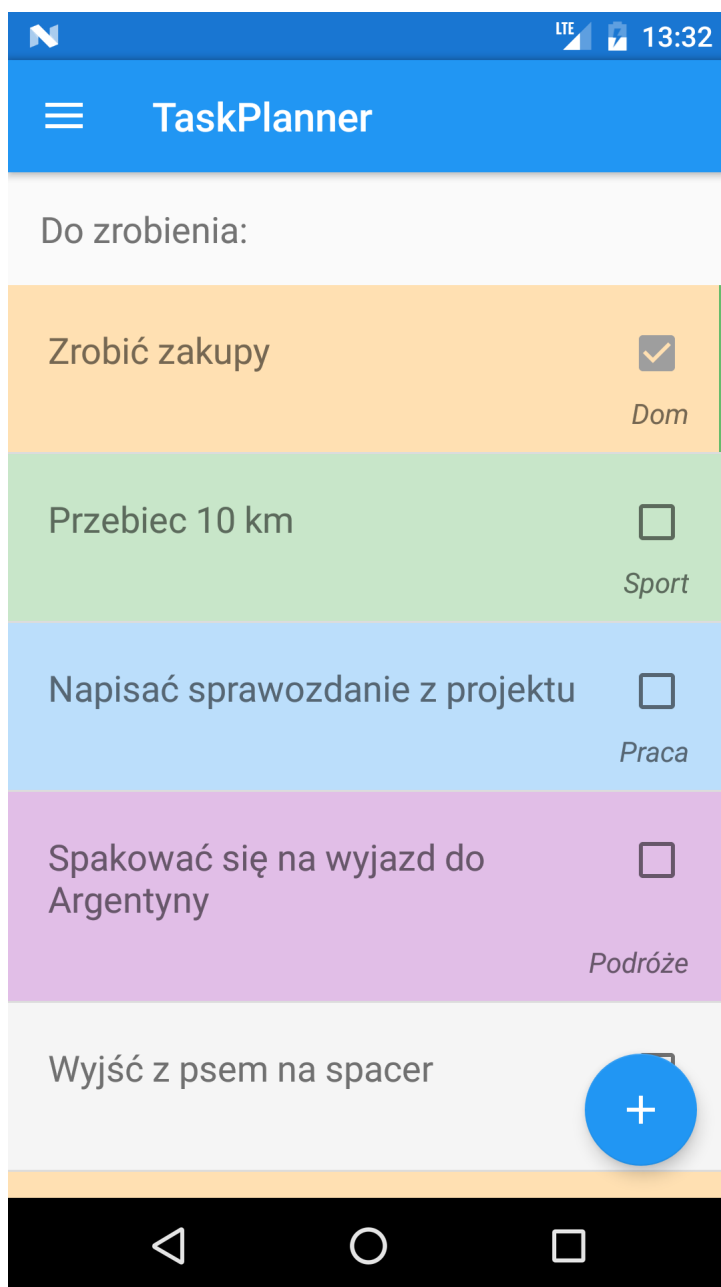 LTE 13:32
TaskPlanner
Do zrobienia:
Zrobić zakupy
Dom
Przebiec 10 km
Sport
Napisać sprawozdanie z projektu
Praca
Spakować się na wyjazd do
Argentyny
Podróże
Wyjść z psem na spacer